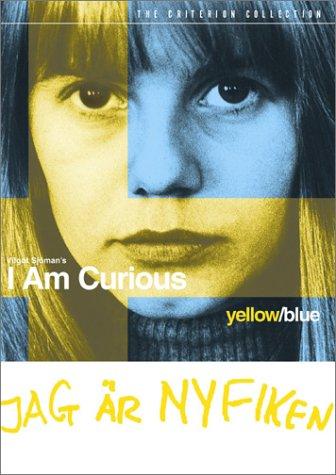 THE CRITERION COLLECTION
Vilgot Sjöman's
I Am Curious
yellow/blue
JAG ÄR NYFIKEN